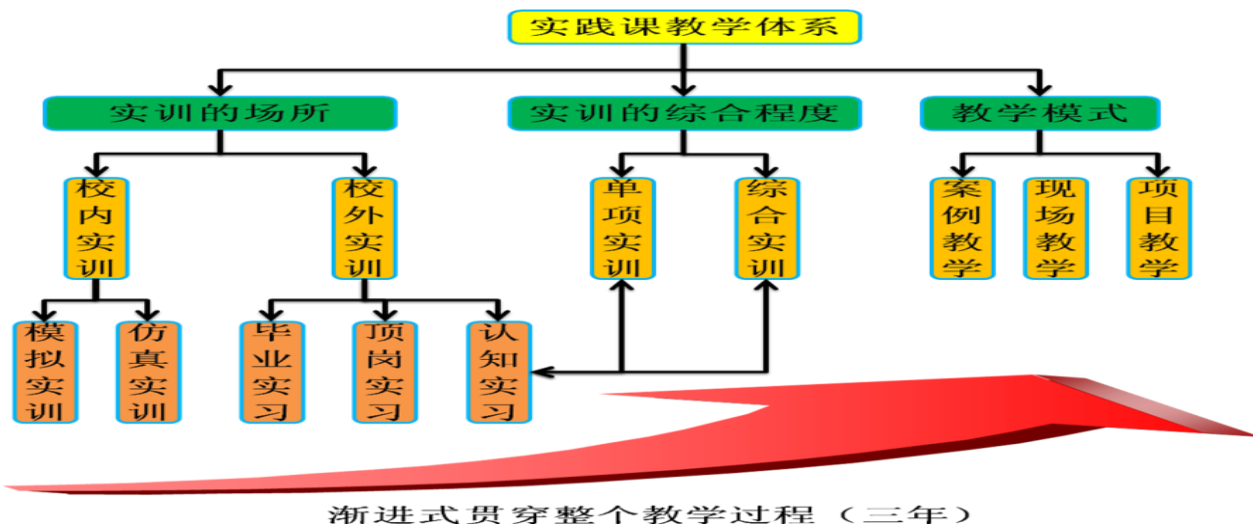 实践课教学体系
实训的场所
实训的综合程度
教学模式
校内实训
校外实训
单项实训
综合实训
案例教学
现场教学
项目教学
模拟实训
仿真实训
毕业实习
顶岗实习
认知实习
渐进式贯穿整个教学过程（三年）